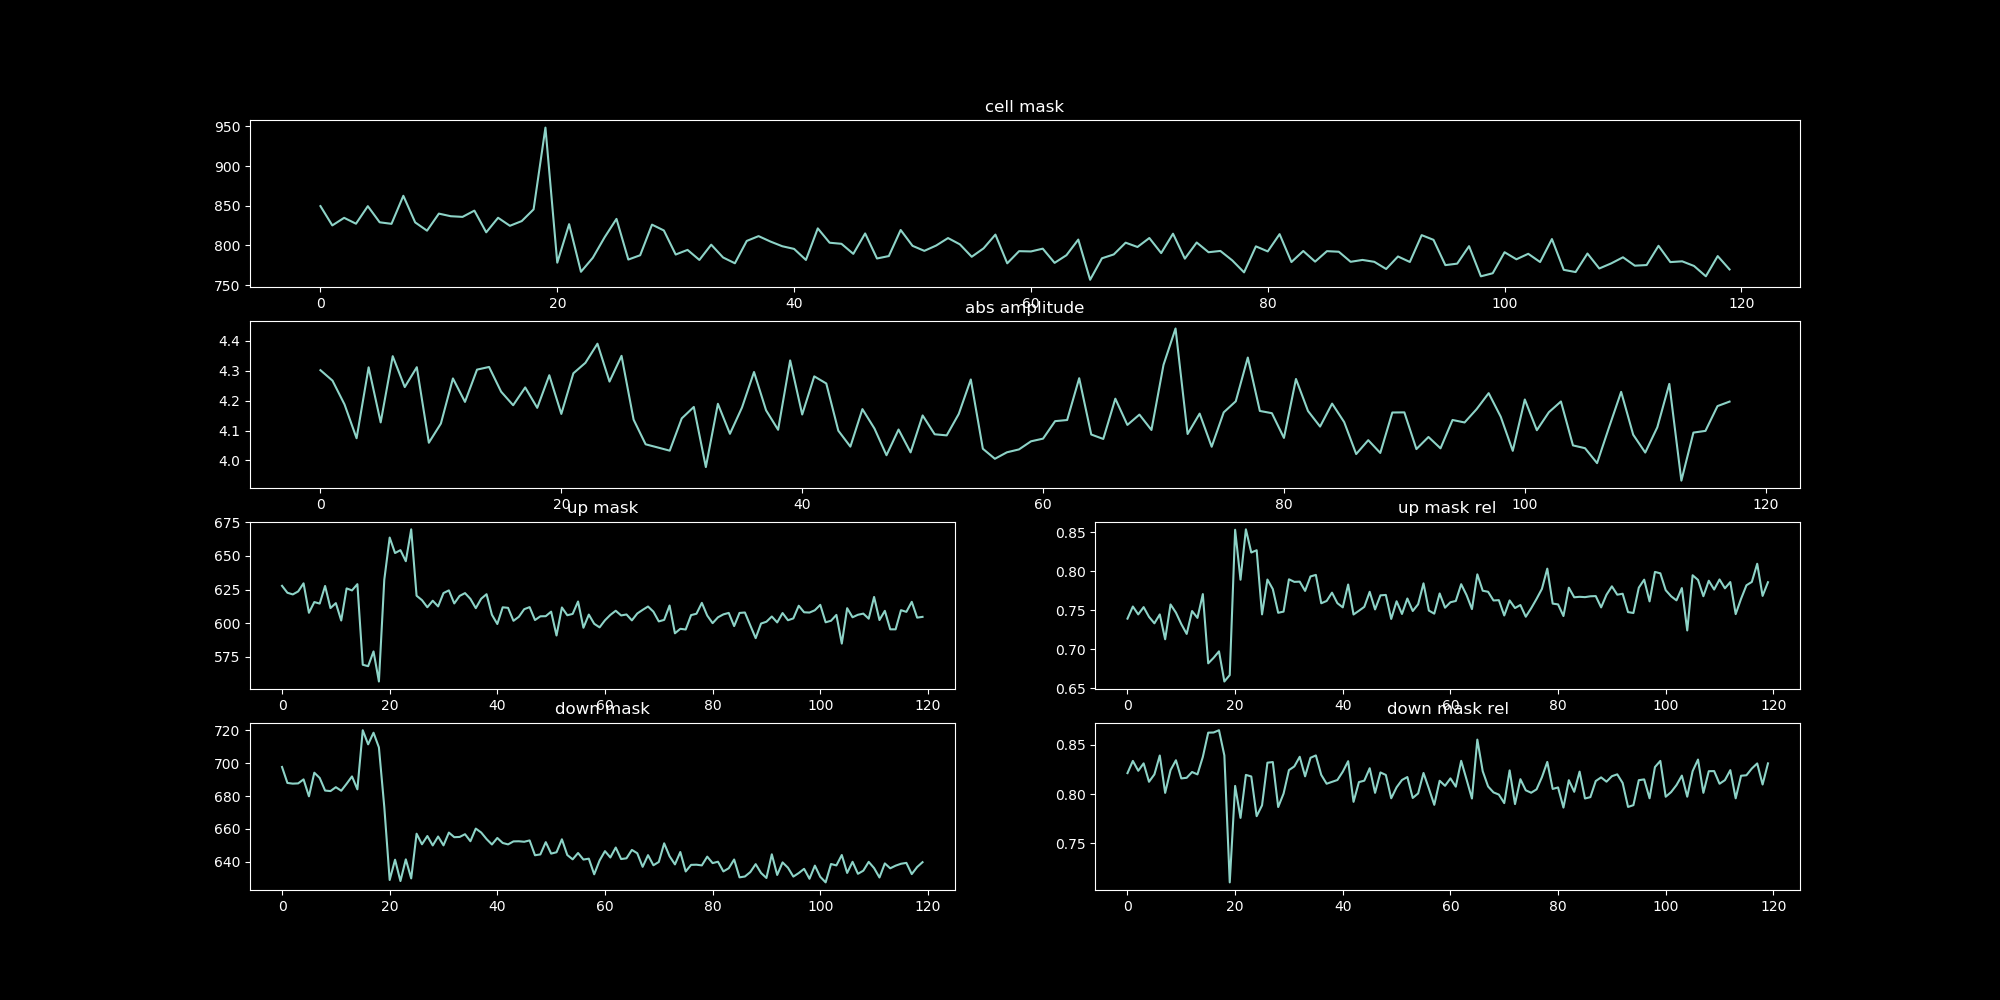 cell mask
950
900
850
800
750
0 20 40 60 80 100 120
abs amplitude
4.4
4.3
4.2
4.1
4.0
0 20 40 60 80 100 120
up mask
675
650
625
600
575
0 20 40 60 80 100 120
up mask rel
0.85
0.80
0.75
0.70
0.65
0 20 40 60 80 100 120
down mask
720
700
680
660
640
0 20 40 60 80 100 120
down mask rel
0.85
0.80
0.75
0 20 40 60 80 100 120